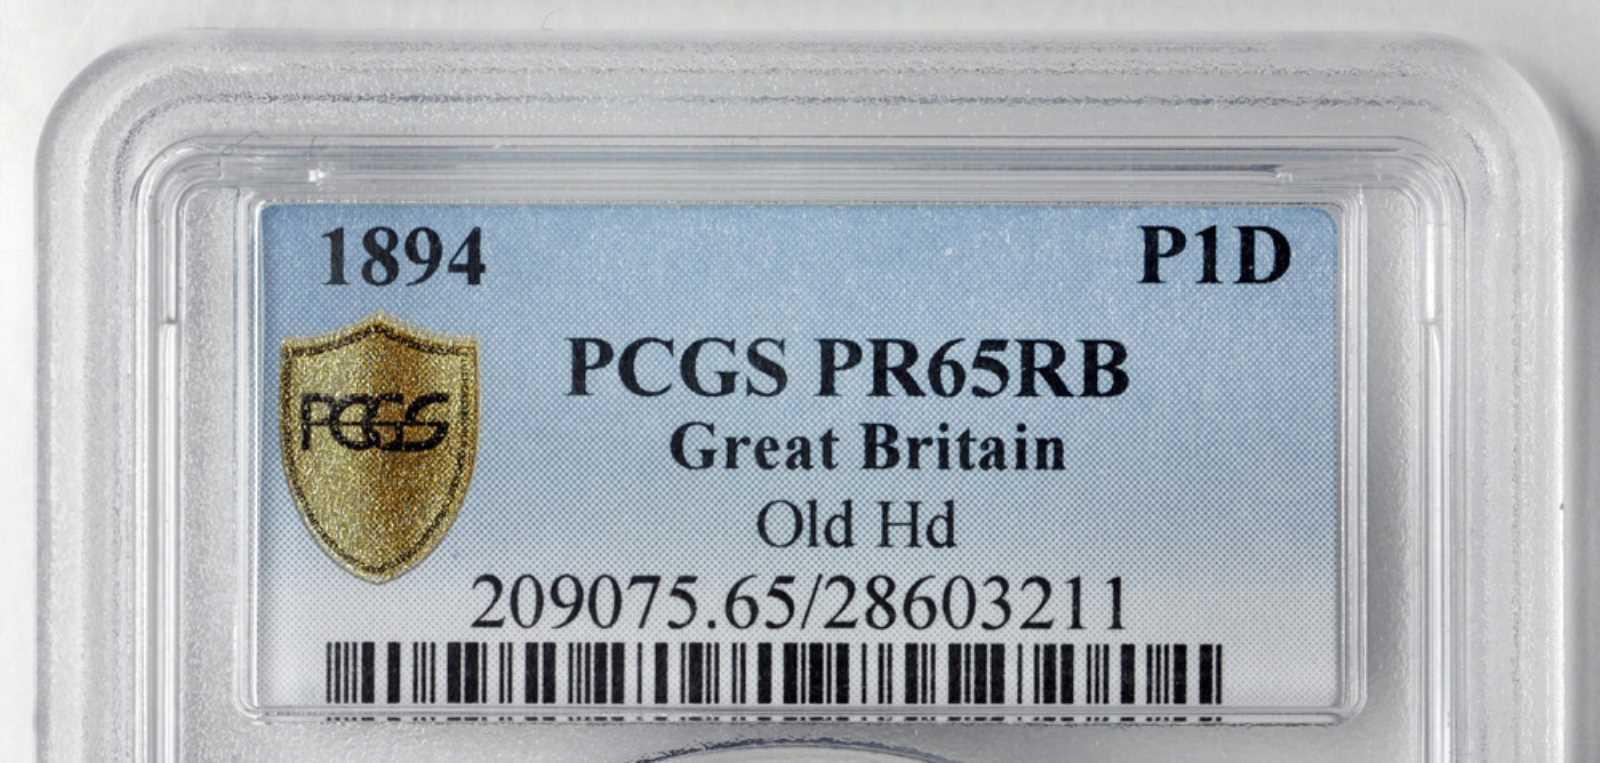 1894 P1D
PCGS PR65RB
PCGS
Great Britain
Old Hd
209075.65/28603211